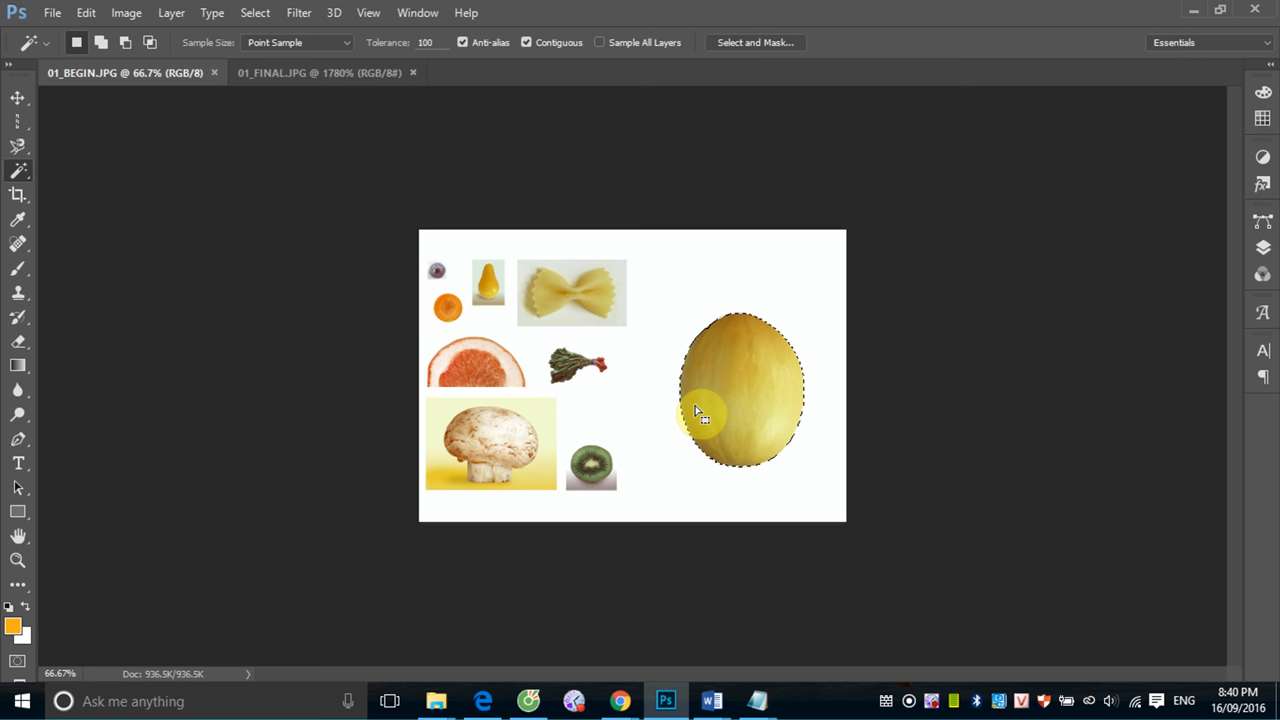 Ps File Edit Image Layer Type Select Filter 3D View Window Help
Sample Size: Point Sample Tolerance: 100 Anti-alias Contiguous Sample All Layers Select and Mask... Essentials
01_BEGIN.JPG @ 66.7% (RGB/8) × 01_FINAL.JPG @ 1780% (RGB/8#) ×
66.67% Doc: 936.5K/936.5K
Ask me anything
ENG
8:40 PM
16/09/2016